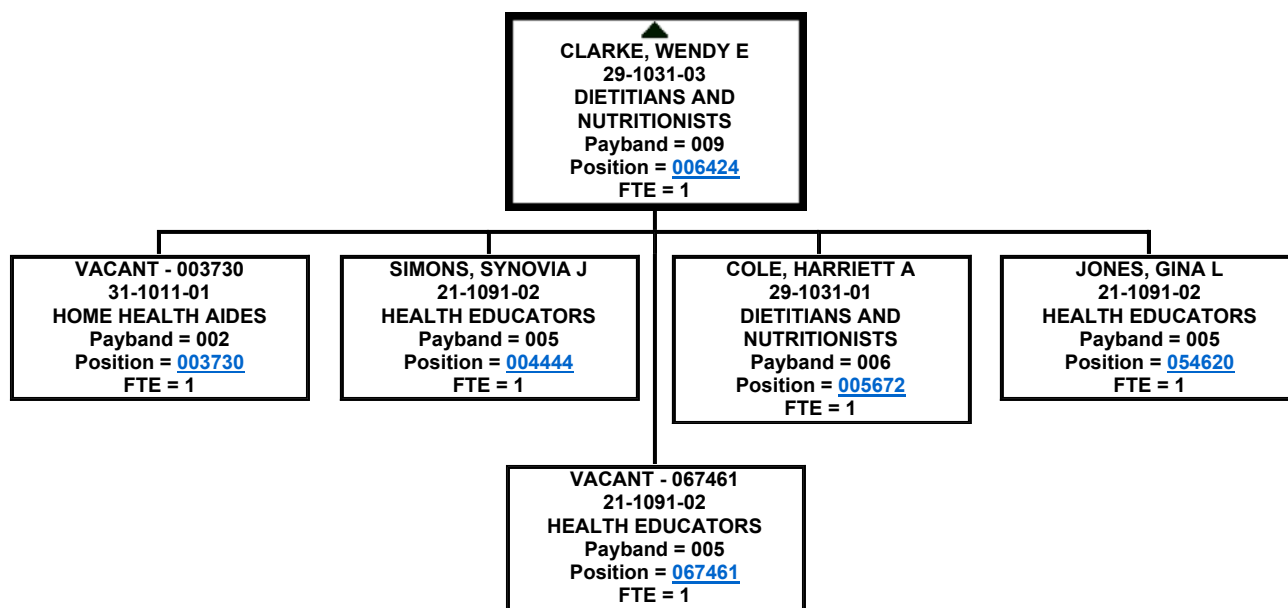 CLARKE, WENDY E
29-1031-03
DIETITIANS AND
NUTRITIONISTS
Payband = 009
Position = 006424
FTE = 1
VACANT - 003730
31-1011-01
HOME HEALTH AIDES
Payband = 002
Position = 003730
FTE = 1
SIMONS, SYNOVIA J
21-1091-02
HEALTH EDUCATORS
Payband = 005
Position = 004444
FTE = 1
COLE, HARRIETT A
29-1031-01
DIETITIANS AND
NUTRITIONISTS
Payband = 006
Position = 005672
FTE = 1
JONES, GINA L
21-1091-02
HEALTH EDUCATORS
Payband = 005
Position = 054620
FTE = 1
VACANT - 067461
21-1091-02
HEALTH EDUCATORS
Payband = 005
Position = 067461
FTE = 1